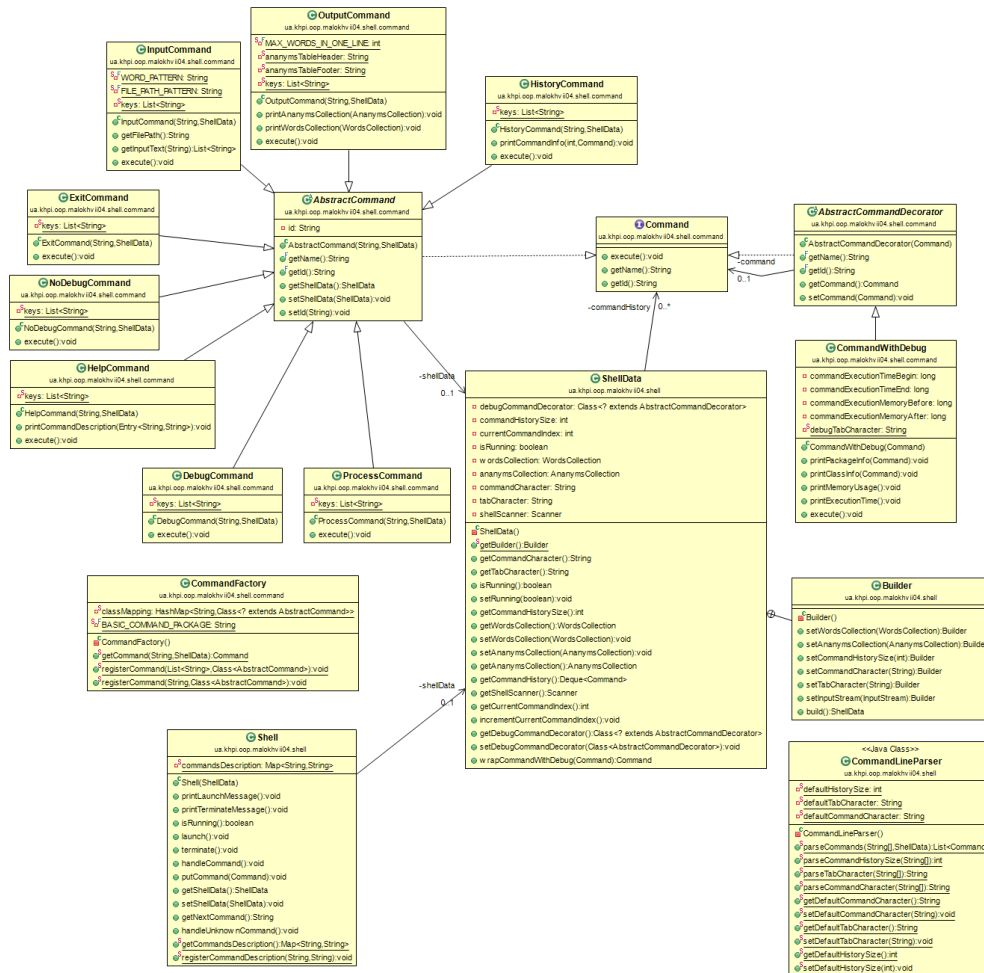 OutputCommand
ua.khpi.oop.malokhvii04.shell.command
MAX_WORDS_IN_ONE_LINE: int
ananymsTableHeader: String
ananymsTableFooter: String
keys: List<String>
OutputCommand(String,ShellData)
printAnanymsCollection(AnanymsCollection):void
printWordsCollection(WordsCollection):void
execute():void
InputCommand
ua.khpi.oop.malokhvii04.shell.command
WORD_PATTERN: String
FILE_PATH_PATTERN: String
keys: List<String>
InputCommand(String,ShellData)
getFilePath():String
getInputText(String):List<String>
execute():void
HistoryCommand
ua.khpi.oop.malokhvii04.shell.command
keys: List<String>
HistoryCommand(String,ShellData)
printCommandInfo(int,Command):void
execute():void
ExitCommand
ua.khpi.oop.malokhvii04.shell.command
keys: List<String>
ExitCommand(String,ShellData)
execute():void
AbstractCommand
ua.khpi.oop.malokhvii04.shell.command
id: String
AbstractCommand(String,ShellData)
getName():String
getId():String
getShellData():ShellData
setShellData(ShellData):void
setId(String):void
Command
ua.khpi.oop.malokhvii04.shell.command
execute():void
getName():String
getId():String
AbstractCommandDecorator
ua.khpi.oop.malokhvii04.shell.command
AbstractCommandDecorator(Command)
getName():String
getId():String
getCommand():Command
setCommand(Command):void
-command
0..1
-commandHistory
0..*
NoDebugCommand
ua.khpi.oop.malokhvii04.shell.command
keys: List<String>
NoDebugCommand(String,ShellData)
execute():void
HelpCommand
ua.khpi.oop.malokhvii04.shell.command
keys: List<String>
HelpCommand(String,ShellData)
printCommandDescription(Entry<String,String>):void
execute():void
-shellData
0..1
CommandWithDebug
ua.khpi.oop.malokhvii04.shell.command
commandExecutionTimeBegin: long
commandExecutionTimeEnd: long
commandExecutionMemoryBefore: long
commandExecutionMemoryAfter: long
debugTabCharacter: String
CommandWithDebug(Command)
printPackageInfo(Command):void
printClassInfo(Command):void
printMemoryUsage():void
printExecutionTime():void
execute():void
ShellData
ua.khpi.oop.malokhvii04.shell
debugCommandDecorator: Class<? extends AbstractCommandDecorator>
commandHistorySize: int
currentCommandIndex: int
isRunning: boolean
wordsCollection: WordsCollection
ananymsCollection: AnanymsCollection
commandCharacter: String
tabCharacter: String
shellScanner: Scanner
ShellData()
getBuilder():Builder
getCommandCharacter():String
getTabCharacter():String
isRunning():boolean
setRunning(boolean):void
getCommandHistorySize():int
getWordsCollection():WordsCollection
setWordsCollection(WordsCollection):void
setAnanymsCollection(AnanymsCollection):void
getAnanymsCollection():AnanymsCollection
getCommandHistory():Deque<Command>
getShellScanner():Scanner
getCurrentCommandIndex():int
incrementCurrentCommandIndex():void
getDebugCommandDecorator():Class<? extends AbstractCommandDecorator>
setDebugCommandDecorator(Class<AbstractCommandDecorator>):void
wrapCommandWithDebug(Command):Command
DebugCommand
ua.khpi.oop.malokhvii04.shell.command
keys: List<String>
DebugCommand(String,ShellData)
execute():void
ProcessCommand
ua.khpi.oop.malokhvii04.shell.command
keys: List<String>
ProcessCommand(String,ShellData)
execute():void
CommandFactory
ua.khpi.oop.malokhvii04.shell.command
classMapping: HashMap<String,Class<? extends AbstractCommand>>
BASIC_COMMAND_PACKAGE: String
CommandFactory()
getCommand(String,ShellData):Command
registerCommand(List<String>,Class<AbstractCommand>):void
registerCommand(String,Class<AbstractCommand>):void
Builder
ua.khpi.oop.malokhvii04.shell
Builder()
setWordsCollection(WordsCollection):Builder
setAnanymsCollection(AnanymsCollection):Builde
setCommandHistorySize(int):Builder
setCommandCharacter(String):Builder
setTabCharacter(String):Builder
setInputStream(InputStream):Builder
build():ShellData
-shellData
0..1
Shell
ua.khpi.oop.malokhvii04.shell
commandsDescription: Map<String,String>
Shell(ShellData)
printLaunchMessage():void
printTerminateMessage():void
isRunning():boolean
launch():void
terminate():void
handleCommand():void
putCommand(Command):void
getShellData():ShellData
setShellData(ShellData):void
getNextCommand():String
handleUnknownCommand():void
getCommandsDescription():Map<String,String>
registerCommandDescription(String,String):void
<<Java Class>>
CommandLineParser
ua.khpi.oop.malokhvii04.shell
defaultHistorySize: int
defaultTabCharacter: String
defaultCommandCharacter: String
CommandLineParser()
parseCommands(String[],ShellData):List<Command
parseCommandHistorySize(String[]):int
parseTabCharacter(String[]):String
parseCommandCharacter(String[]):String
getDefaultCommandCharacter():String
setDefaultCommandCharacter(String):void
getDefaultTabCharacter():String
setDefaultTabCharacter(String):void
getDefaultHistorySize():int
setDefaultHistorySize(int):void